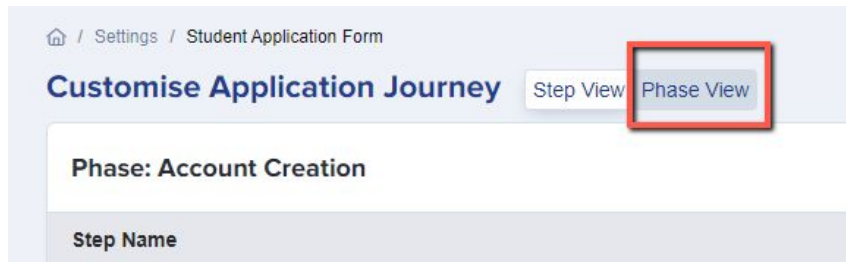 / Settings / Student Application Form
Customise Application Journey Step View Phase View
Phase: Account Creation
Step Name